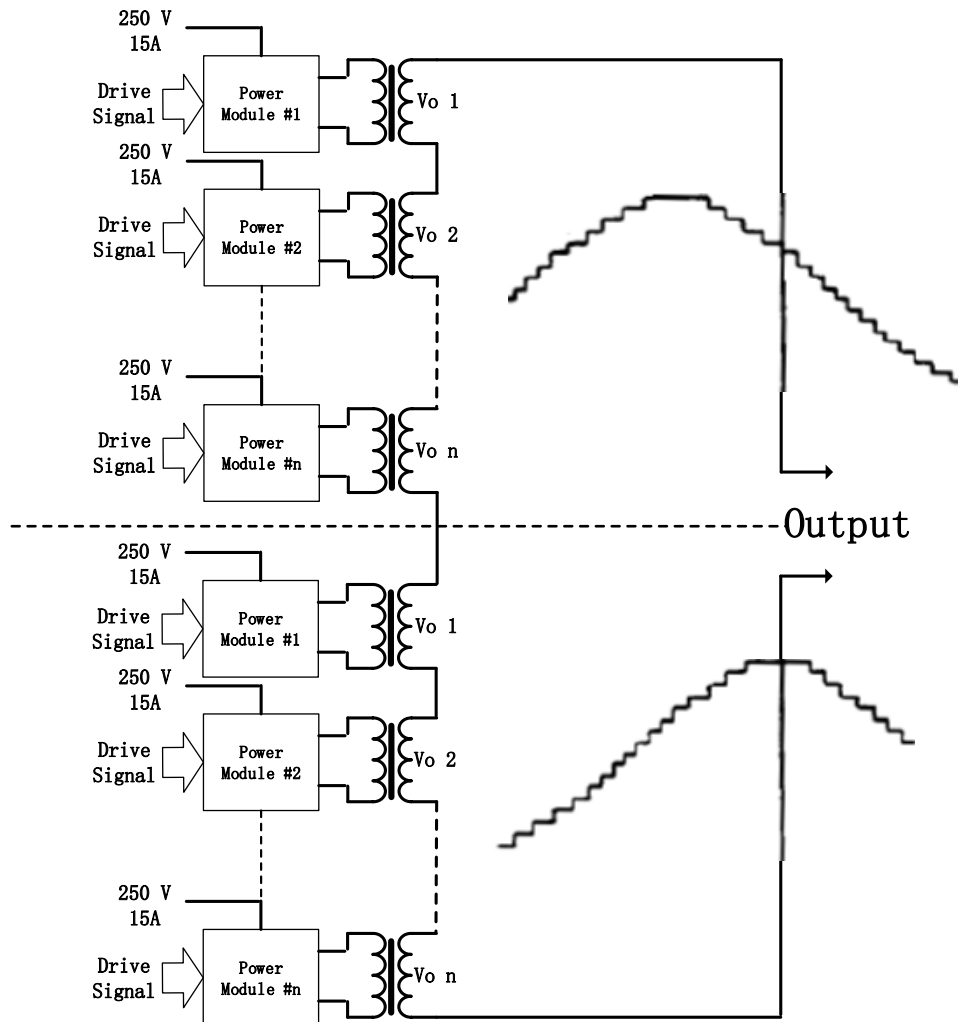 250 V
15A
Drive
Signal
Power
Module #1
Vo 1
250 V
15A
Drive
Signal
Power
Module #2
Vo 2
250 V
15A
Drive
Signal
Power
Module #n
Vo n
Output
250 V
15A
Drive
Signal
Power
Module #1
Vo 1
250 V
15A
Drive
Signal
Power
Module #2
Vo 2
250 V
15A
Drive
Signal
Power
Module #n
Vo n